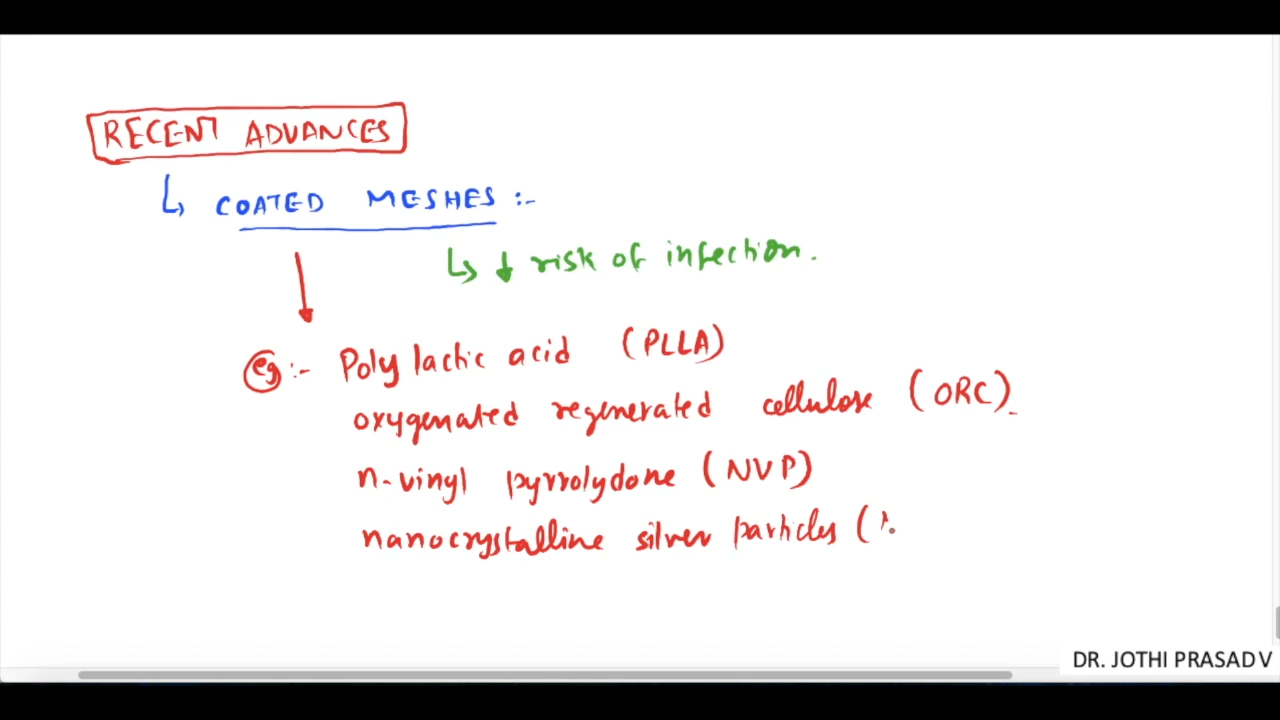 RECENT ADVANCES
↳ COATED MESHES :-
↳ ↓ risk of infection.
eg :- Poly lactic acid (PLLA)
oxygenated regenerated cellulose (ORC).
n-vinyl pyrrolydone (NVP)
nanocrystalline silver particles (
DR. JOTHI PRASAD V